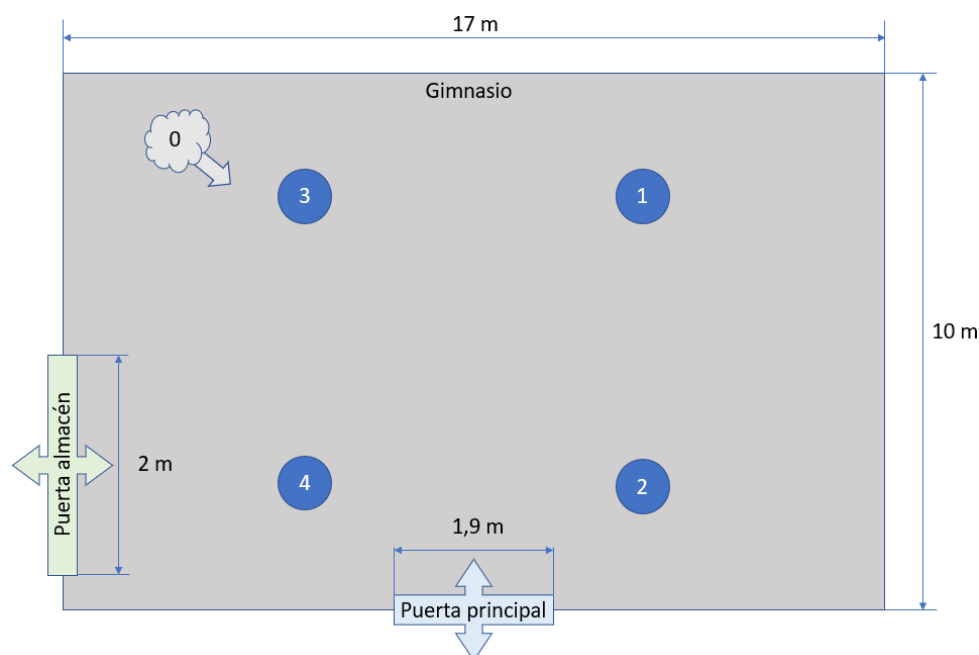 17 m
Gimnasio
0
3
1
10 m
Puerta almacén
2 m
4
2
1,9 m
Puerta principal